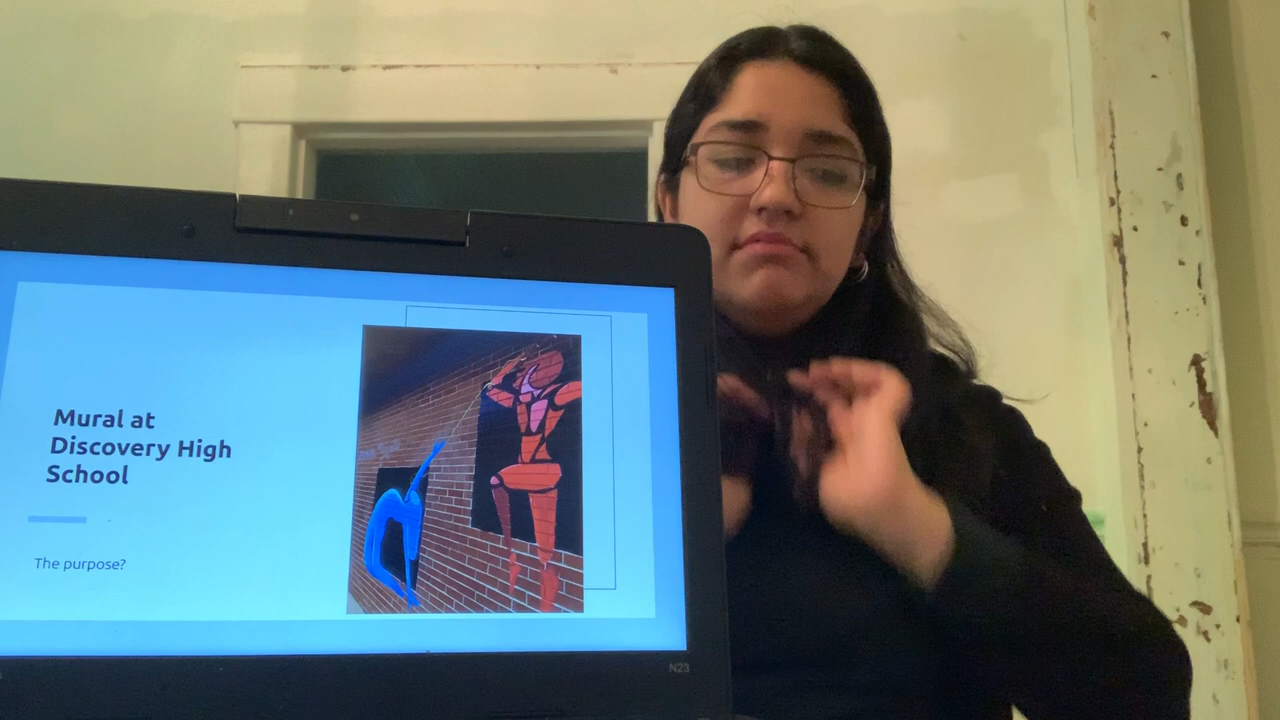 Mural at
Discovery High
School
The purpose?
N23